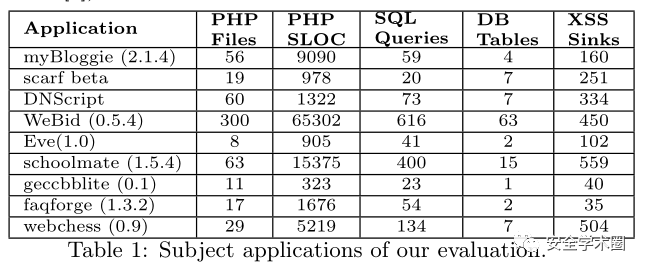 Application PHP Files PHP SLOC SQL Queries DB Tables XSS Sinks
myBloggie (2.1.4) 56 9090 59 4 160
scarf beta 19 978 20 7 251
DNScript 60 1322 73 7 334
WeBid (0.5.4) 300 65302 616 63 450
Eve(1.0) 8 905 41 2 102
schoolmate (1.5.4) 63 15375 400 15 559
geccbblite (0.1) 11 323 23 1 40
faqforge (1.3.2) 17 1676 54 2 35
webchess (0.9) 29 5219 134 7 504
Table 1: Subject applications of our evaluation.
安全学术圈